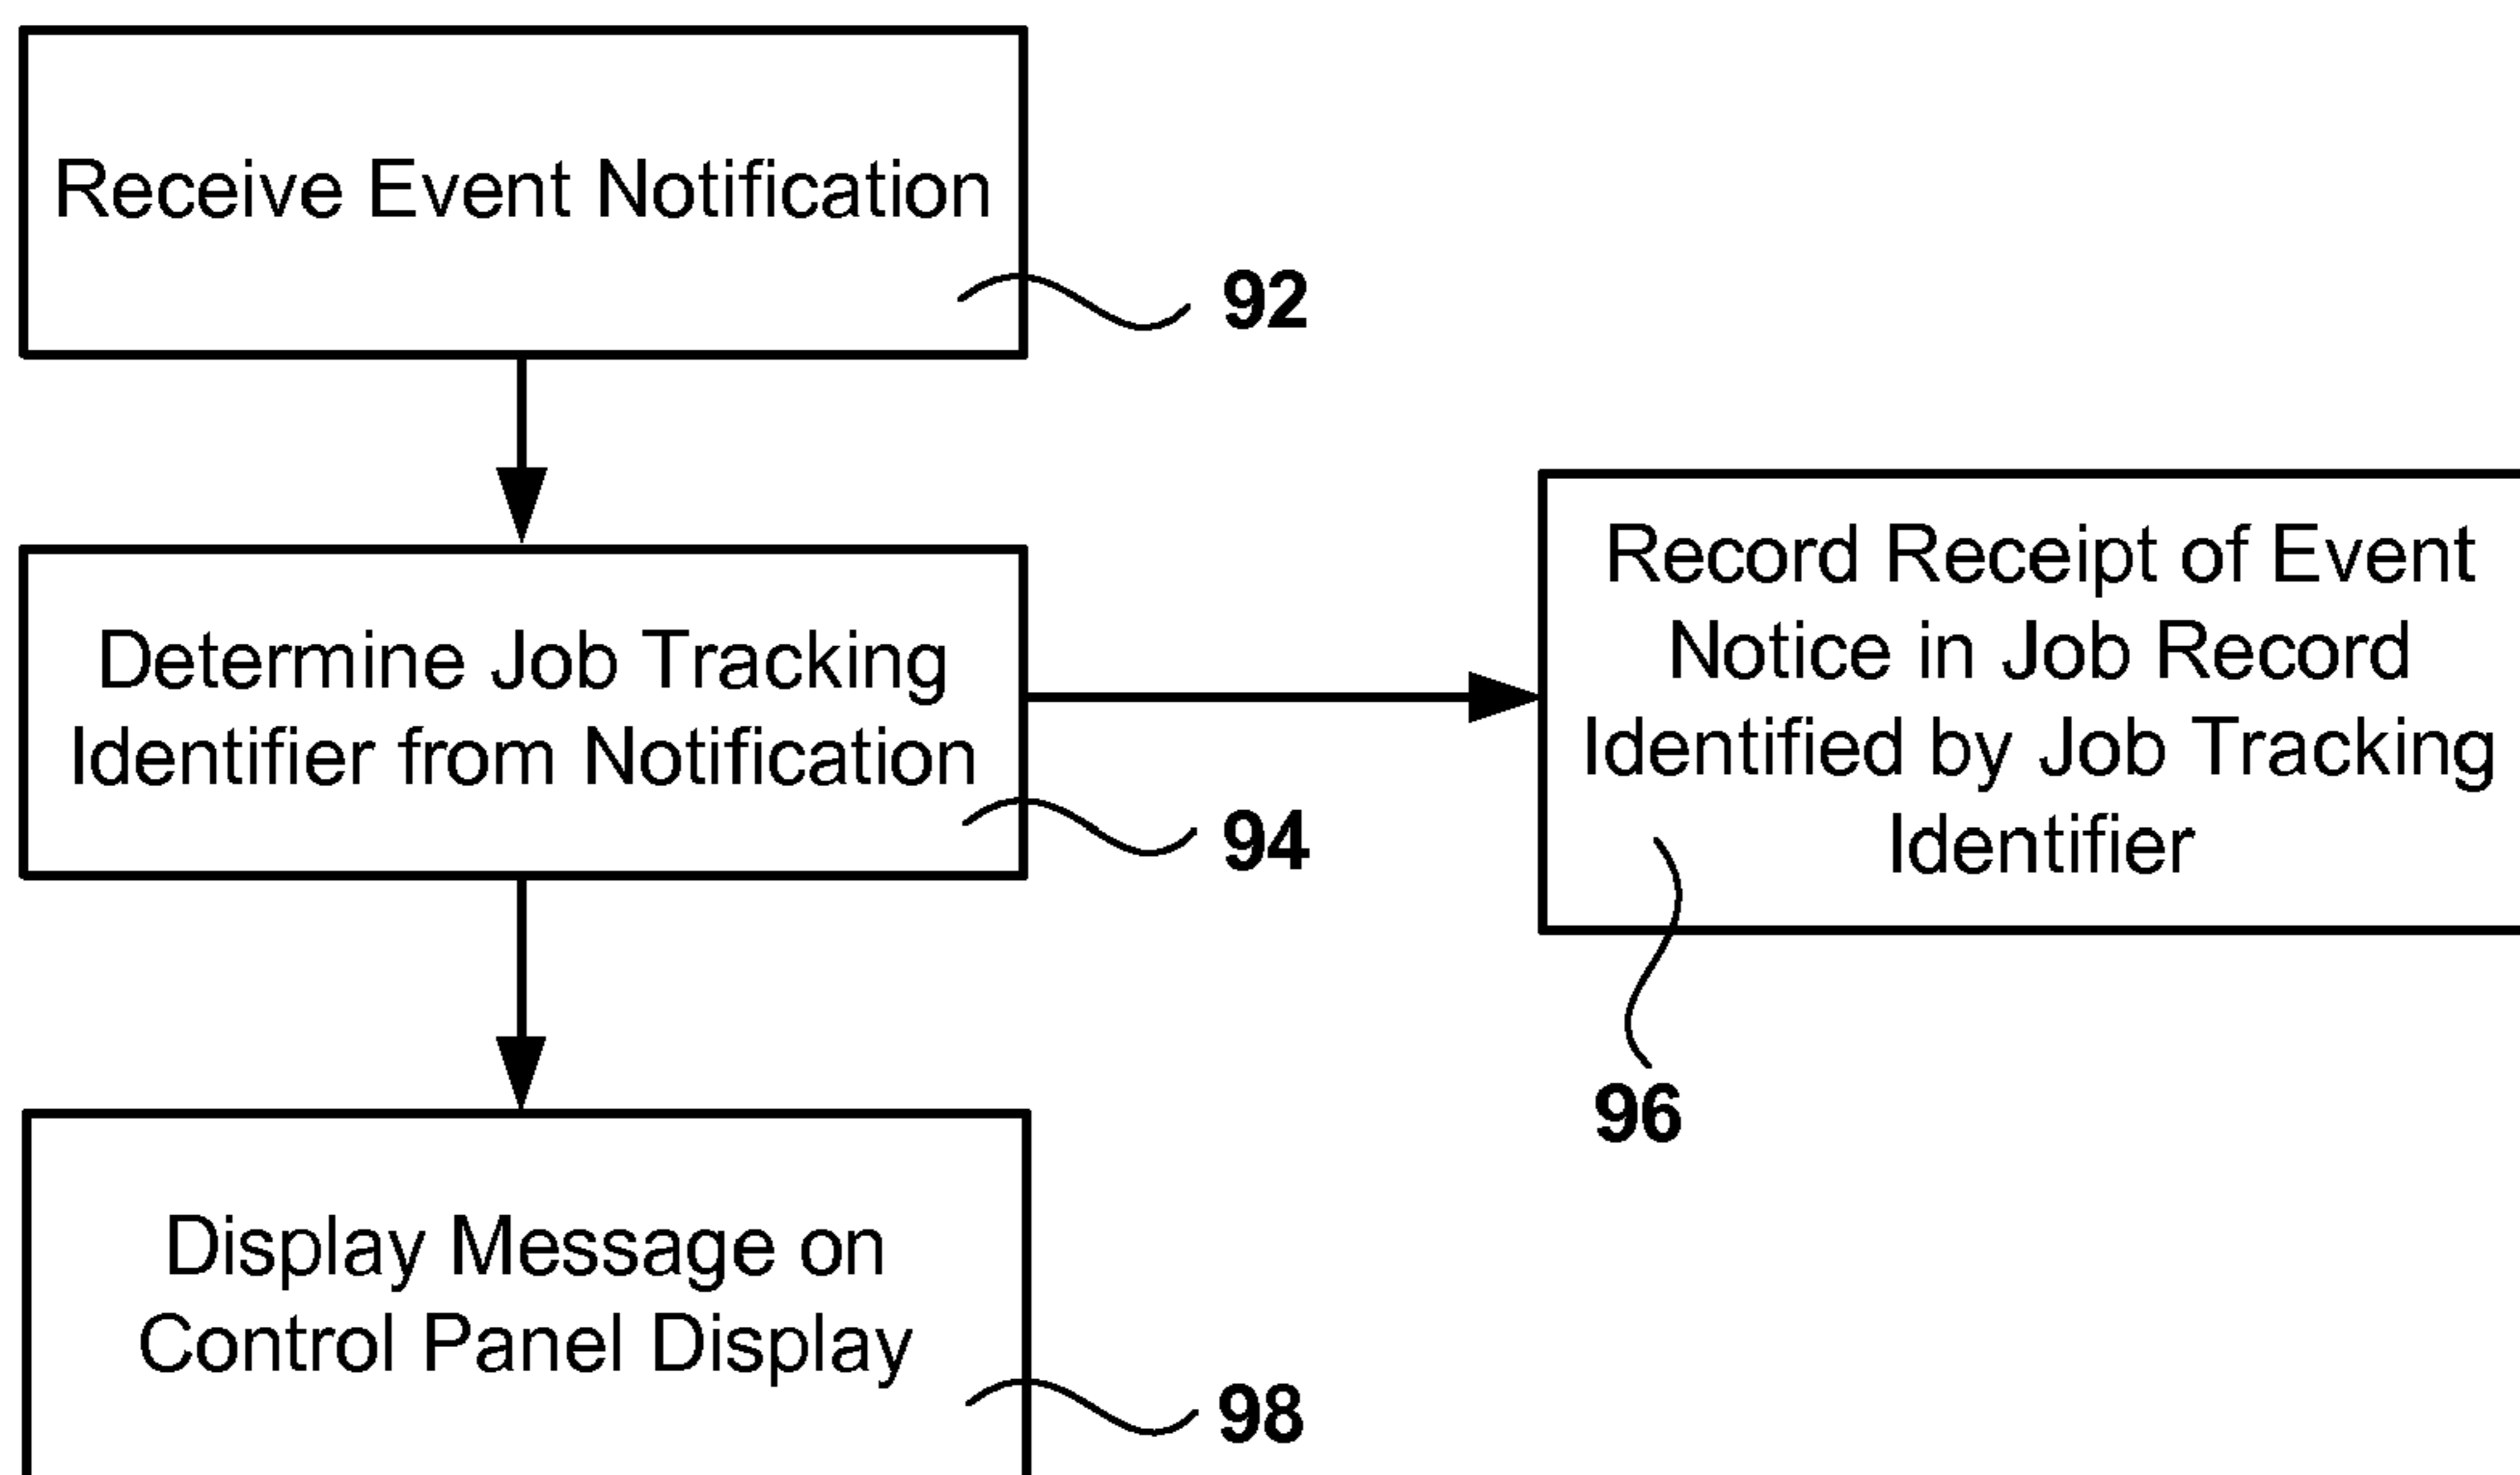 Receive Event Notification
92
Determine Job Tracking
Identifier from Notification
94
Record Receipt of Event
Notice in Job Record
Identified by Job Tracking
Identifier
96
Display Message on
Control Panel Display
98